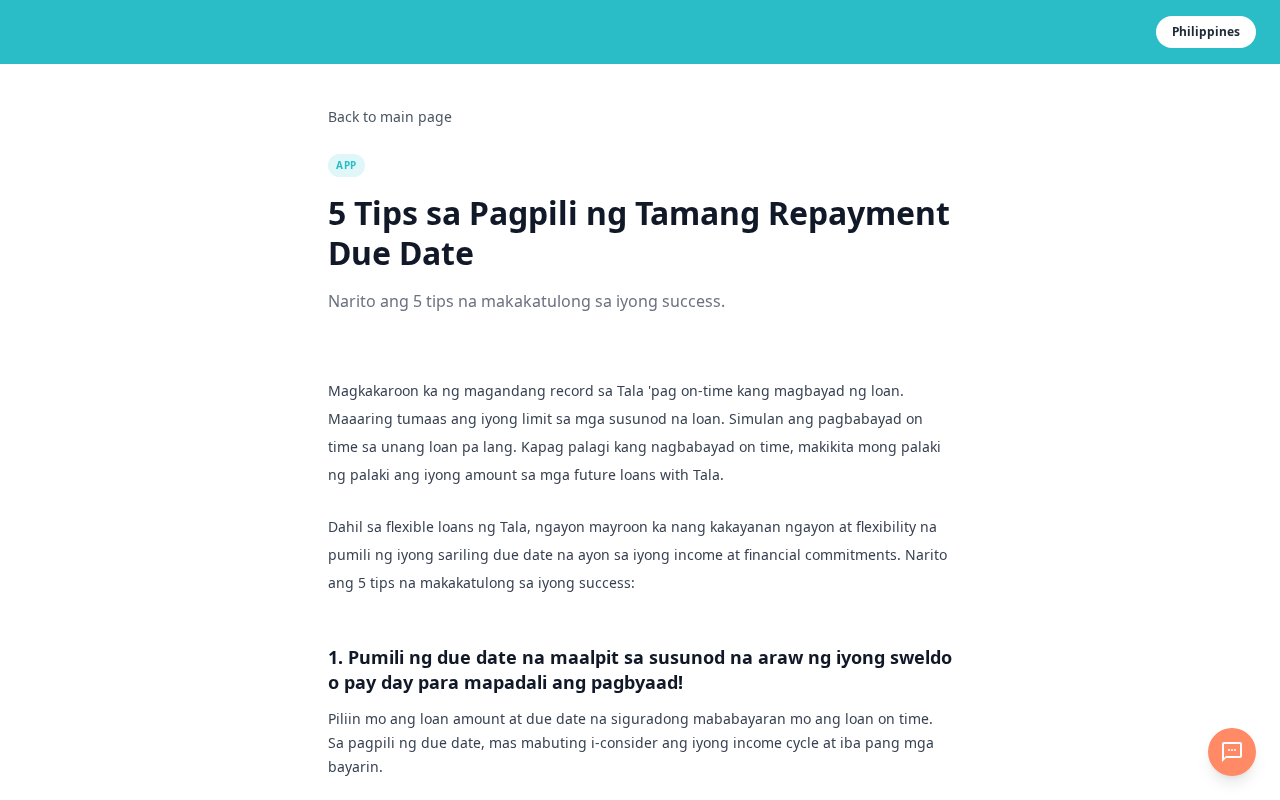 Philippines
Back to main page
APP
5 Tips sa Pagpili ng Tamang Repayment
Due Date
Narito ang 5 tips na makakatulong sa iyong success.
Magkakaroon ka ng magandang record sa Tala 'pag on-time kang magbayad ng loan.
Maaaring tumaas ang iyong limit sa mga susunod na loan. Simulan ang pagbabayad on
time sa unang loan pa lang. Kapag palagi kang nagbabayad on time, makikita mong palaki
ng palaki ang iyong amount sa mga future loans with Tala.
Dahil sa flexible loans ng Tala, ngayon mayroon ka nang kakayanan ngayon at flexibility na
pumili ng iyong sariling due date na ayon sa iyong income at financial commitments. Narito
ang 5 tips na makakatulong sa iyong success:
1. Pumili ng due date na maalpit sa susunod na araw ng iyong sweldo
o pay day para mapadali ang pagbyaad!
Piliin mo ang loan amount at due date na siguradong mababayaran mo ang loan on time.
Sa pagpili ng due date, mas mabuting i-consider ang iyong income cycle at iba pang mga
bayarin.